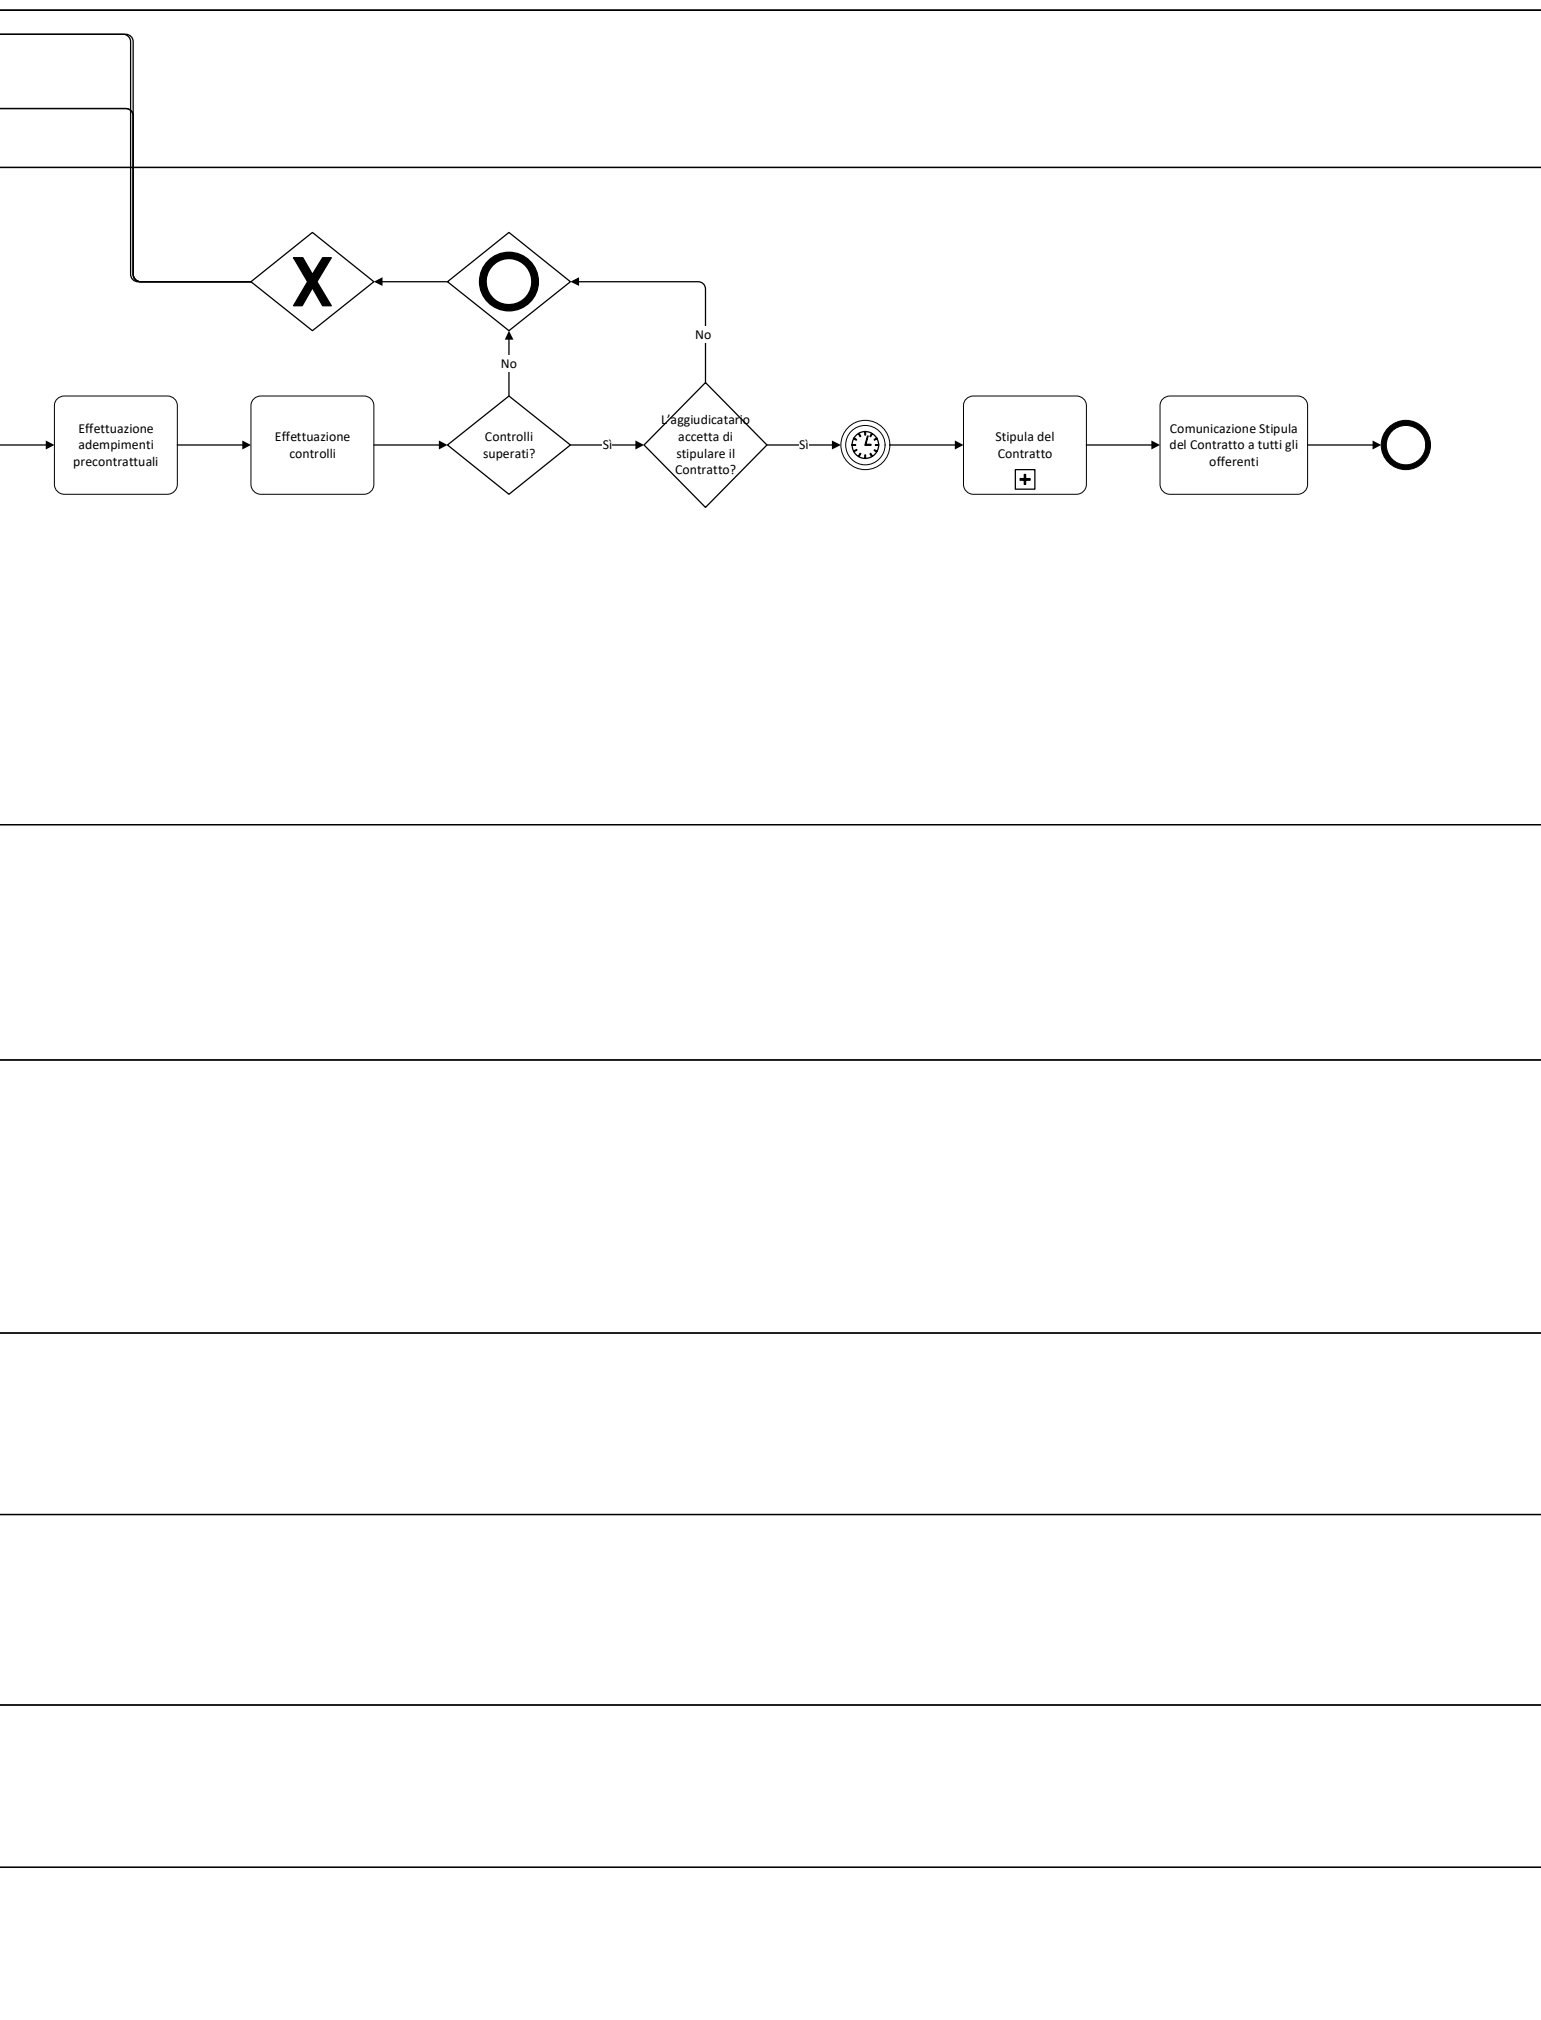 No
No
Effettuazione
adempimenti
precontrattuali
Effettuazione
controlli
Controlli
superati?
Sì
L'aggiudicatario
accetta di
stipulare il
Contratto?
Sì
Stipula del
Contratto
Comunicazione Stipula
del Contratto a tutti gli
offerenti